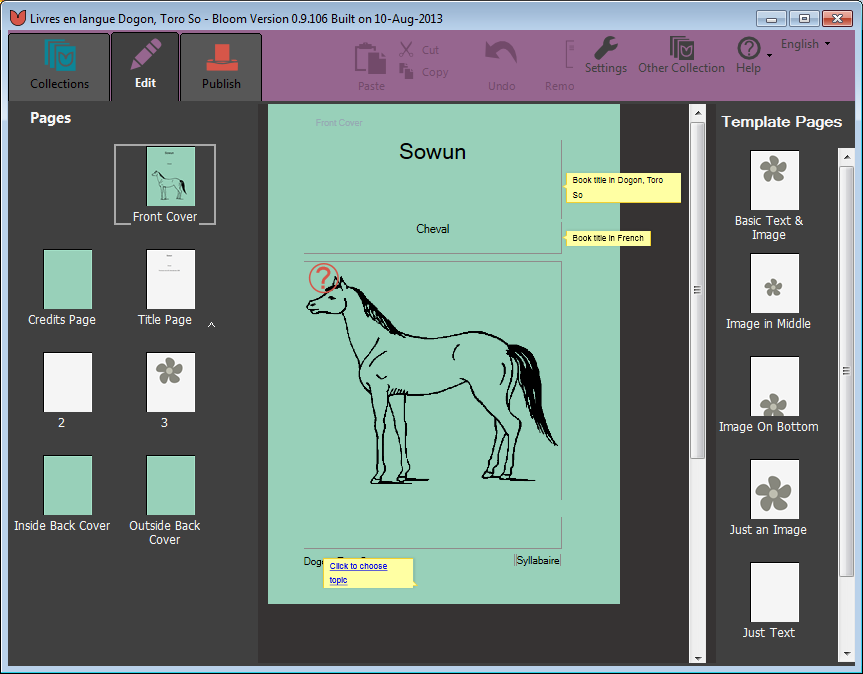 Livres en langue Dogon, Toro So - Bloom Version 0.9.106 Built on 10-Aug-2013
Collections
Edit
Publish
Paste
Cut
Copy
Undo
Remo
Settings
Other Collection
Help
English
Pages
Front Cover
Credits Page
Title Page
2
3
Inside Back Cover
Outside Back
Cover
Front Cover
Sowun
Book title in Dogon, Toro
So
Cheval
Book title in French
?
Click to choose
topic
Syllabaire
Template Pages
Basic Text &
Image
Image in Middle
Image On Bottom
Just an Image
Just Text